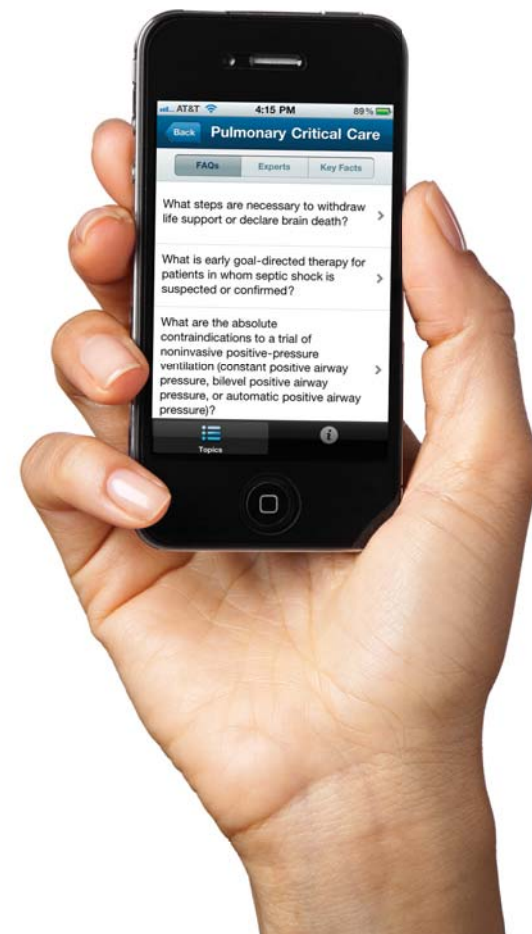 AT&T 4:15 PM 89%
Back Pulmonary Critical Care
FAQs Experts Key Facts
What steps are necessary to withdraw
life support or declare brain death?
What is early goal-directed therapy for
patients in whom septic shock is
suspected or confirmed?
What are the absolute
contraindications to a trial of
noninvasive positive-pressure
ventilation (constant positive airway
pressure, bilevel positive airway
pressure, or automatic positive airway
pressure)?
i
Topics